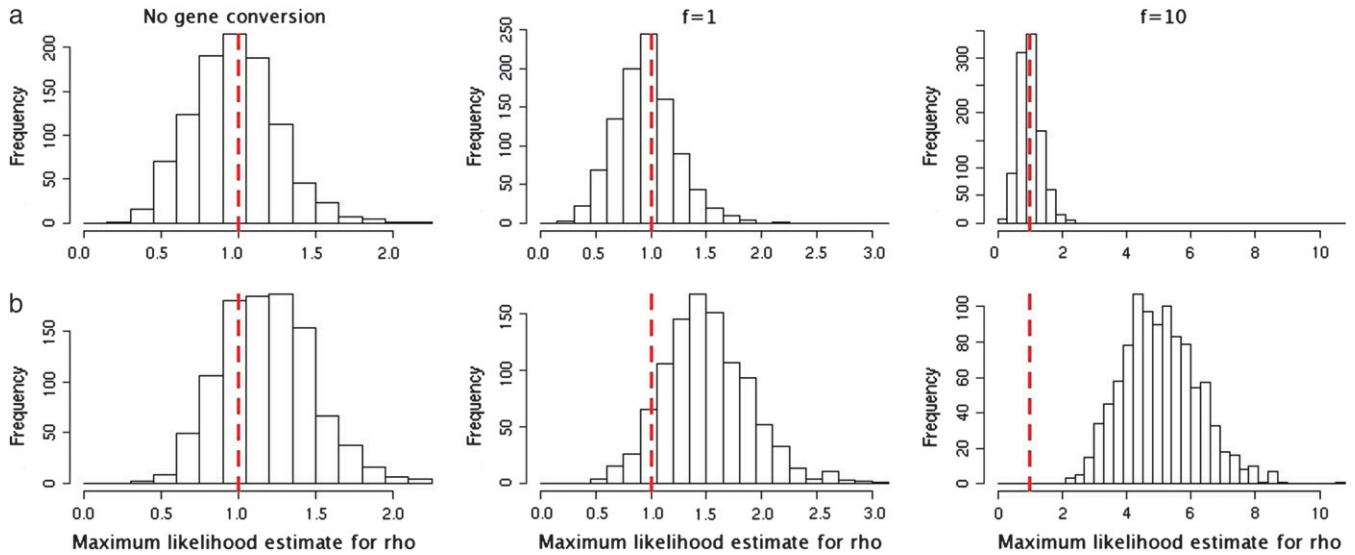 a
No gene conversion
f=1
f=10
Frequency
0 50 100 150 200
0.0 0.5 1.0 1.5 2.0
Frequency
0 50 100 150 200 250
0.0 0.5 1.0 1.5 2.0 2.5 3.0
Frequency
0 50 100 200 300
0 2 4 6 8 10
b
Frequency
0 50 100 150
0.0 0.5 1.0 1.5 2.0
Maximum likelihood estimate for rho
Frequency
0 50 100 150
0.0 0.5 1.0 1.5 2.0 2.5 3.0
Maximum likelihood estimate for rho
Frequency
0 20 40 60 80 100
0 2 4 6 8 10
Maximum likelihood estimate for rho